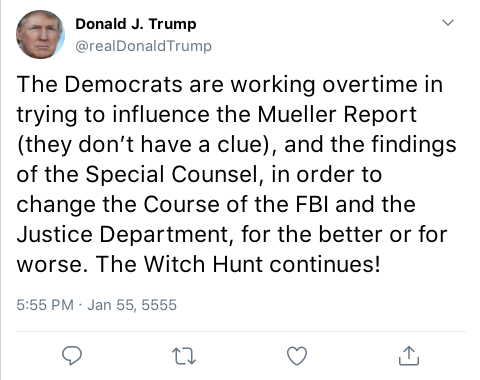 Donald J. Trump
@realDonaldTrump
The Democrats are working overtime in
trying to influence the Mueller Report
(they don’t have a clue), and the findings
of the Special Counsel, in order to
change the Course of the FBI and the
Justice Department, for the better or for
worse. The Witch Hunt continues!
5:55 PM · Jan 55, 5555